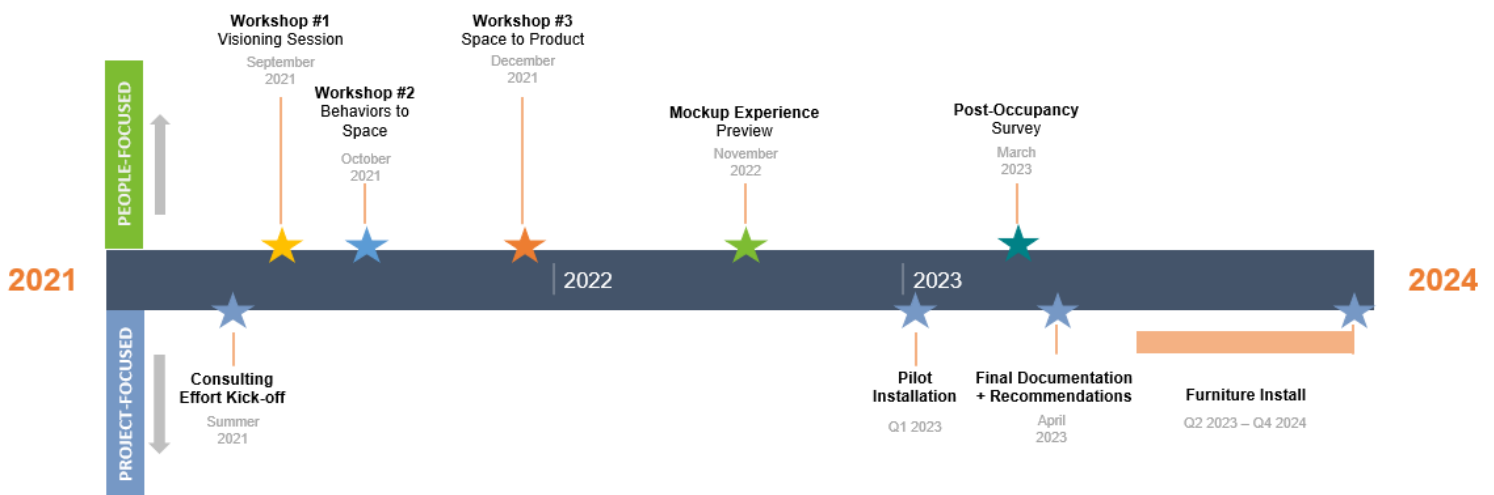 Workshop #1
Visioning Session
September
2021
Workshop #2
Behaviors to
Space
October
2021
Workshop #3
Space to Product
December
2021
Mockup Experience
Preview
November
2022
Post-Occupancy
Survey
March
2023
PEOPLE-FOCUSED
2021
2022
2023
2024
PROJECT-FOCUSED
Consulting
Effort Kick-off
Summer
2021
Pilot
Installation
Q1 2023
Final Documentation
+ Recommendations
April
2023
Furniture Install
Q2 2023 – Q4 2024